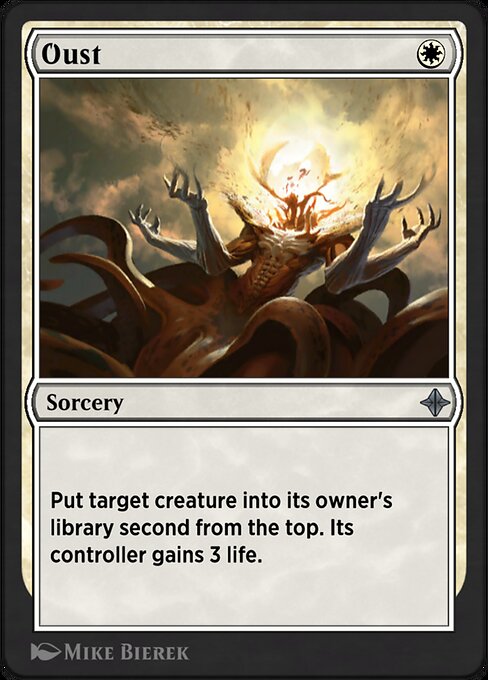 Oust
Sorcery
Put target creature into its owner's
library second from the top. Its
controller gains 3 life.
Mike Bierek